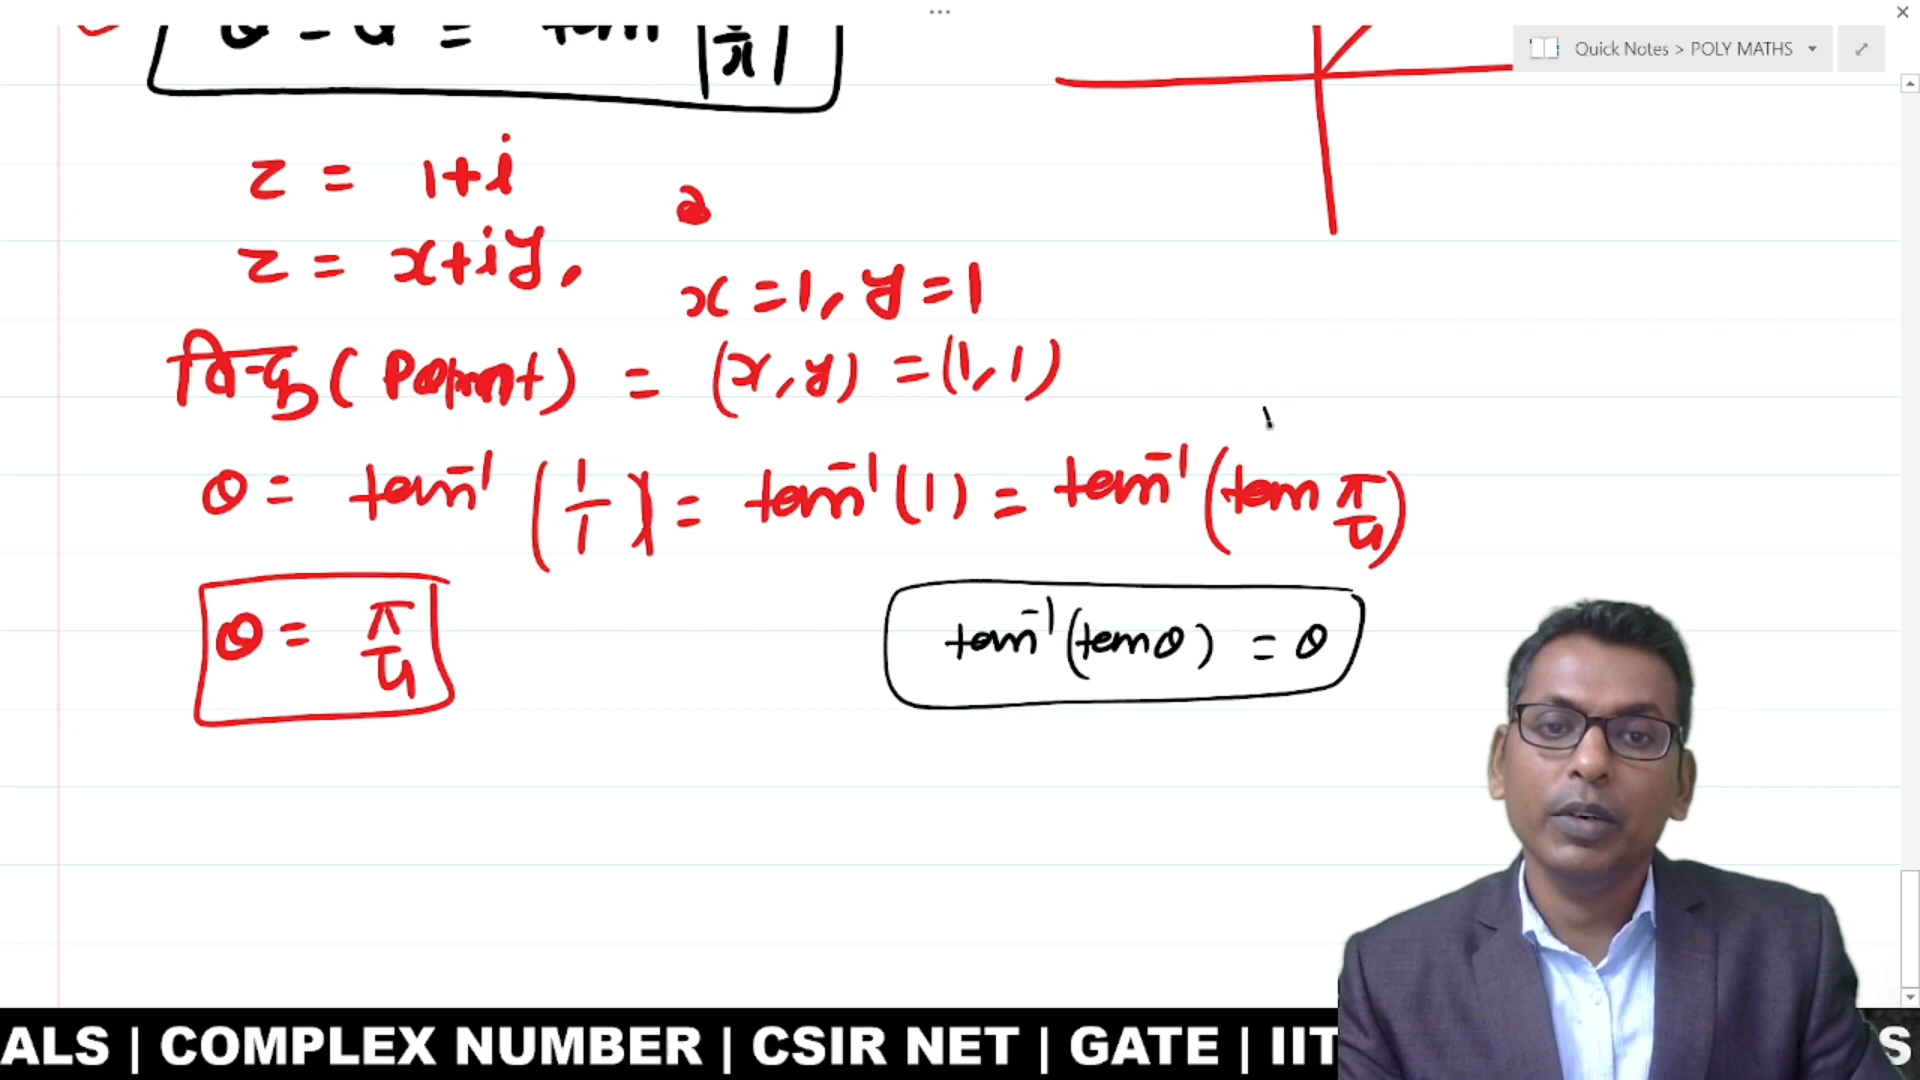 Quick Notes > POLY MATHS
z = 1+i
z = x+iy,
x = 1, y = 1
बिन्दु ( Point ) = (x, y) = (1, 1)
θ = tan⁻¹ (1/1) = tan⁻¹ (1) = tan⁻¹ (tan π/4)
θ = π/4
tan⁻¹ (tan θ) = θ
ALS | COMPLEX NUMBER | CSIR NET | GATE | IIT
S